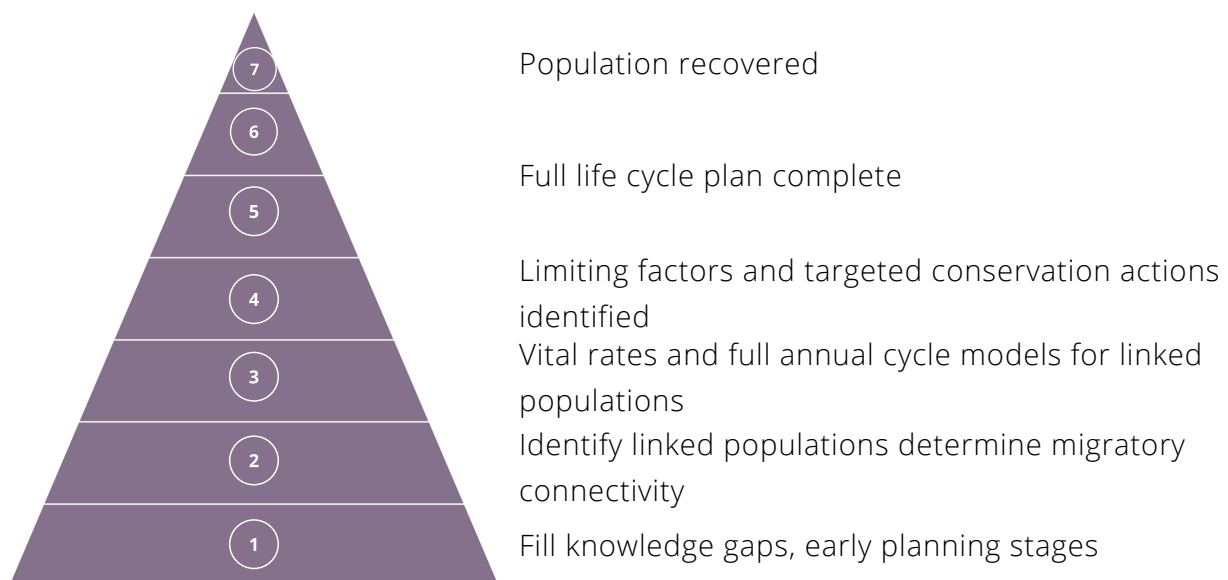 7
Population recovered
6
Full life cycle plan complete
5
Limiting factors and targeted conservation actions
identified
4
Vital rates and full annual cycle models for linked
populations
3
Identify linked populations determine migratory
connectivity
2
Fill knowledge gaps, early planning stages
1